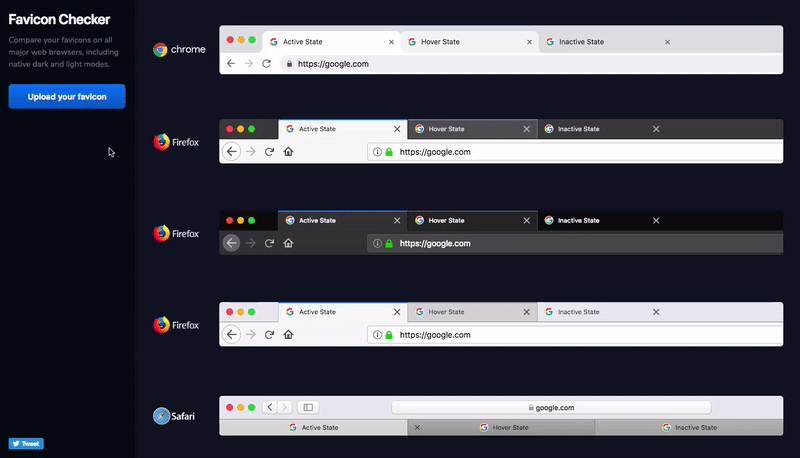 Favicon Checker
Compare your favicons on all
major web browsers, including
native dark and light modes.
Upload your favicon
Tweet
chrome
Active State
Hover State
Inactive State
https://google.com
Firefox
Active State
Hover State
Inactive State
https://google.com
Firefox
Active State
Hover State
Inactive State
https://google.com
Firefox
Active State
Hover State
Inactive State
https://google.com
Safari
google.com
Active State
Hover State
Inactive State